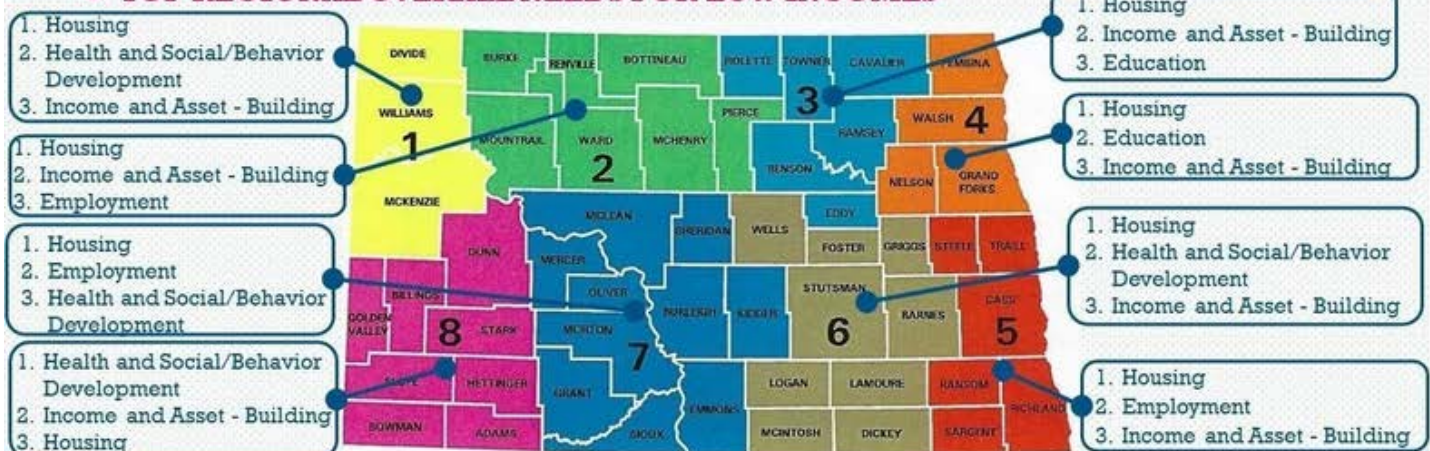 1. Housing
2. Health and Social/Behavior
Development
3. Income and Asset - Building
1. Housing
2. Income and Asset - Building
3. Employment
1. Housing
2. Employment
3. Health and Social/Behavior
Development
1. Health and Social/Behavior
Development
2. Income and Asset - Building
3. Housing
DIVIDE
WILLIAMS
1
MCKENZIE
BURKE
RENVILLE
BOTTINEAU
MOUNTRAIL
WARD
2
MCHENRY
PIERCE
ROLETTE
TOWNER
CAVALIER
3
RAMSEY
BENSON
EDDY
PEMBINA
WALSH
4
NELSON
GRAND
FORKS
DUNN
BILLINGS
GOLDEN
VALLEY
8
STARK
SLOPE
HETTINGER
BOWMAN
ADAMS
MCLEAN
SHERIDAN
MERCER
OLIVER
BURLEIGH
KIDDER
MORTON
7
GRANT
EMMONS
SIOUX
WELLS
FOSTER
GRIGGS
STUTSMAN
6
BARNES
LOGAN
LAMOURE
MCINTOSH
DICKEY
STEELE
TRAILL
CASS
5
RANSOM
RICHLAND
SARGENT
1. Housing
2. Income and Asset - Building
3. Education
1. Housing
2. Education
3. Income and Asset - Building
1. Housing
2. Health and Social/Behavior
Development
3. Income and Asset - Building
1. Housing
2. Employment
3. Income and Asset - Building